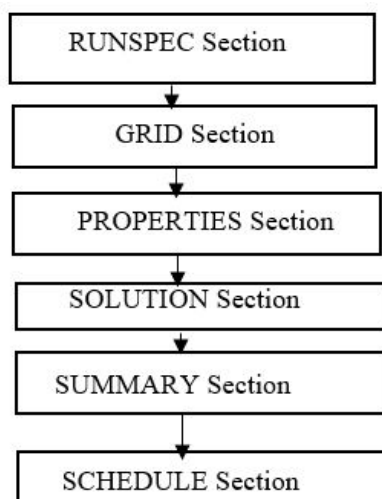 RUNSPEC Section
GRID Section
PROPERTIES Section
SOLUTION Section
SUMMARY Section
SCHEDULE Section